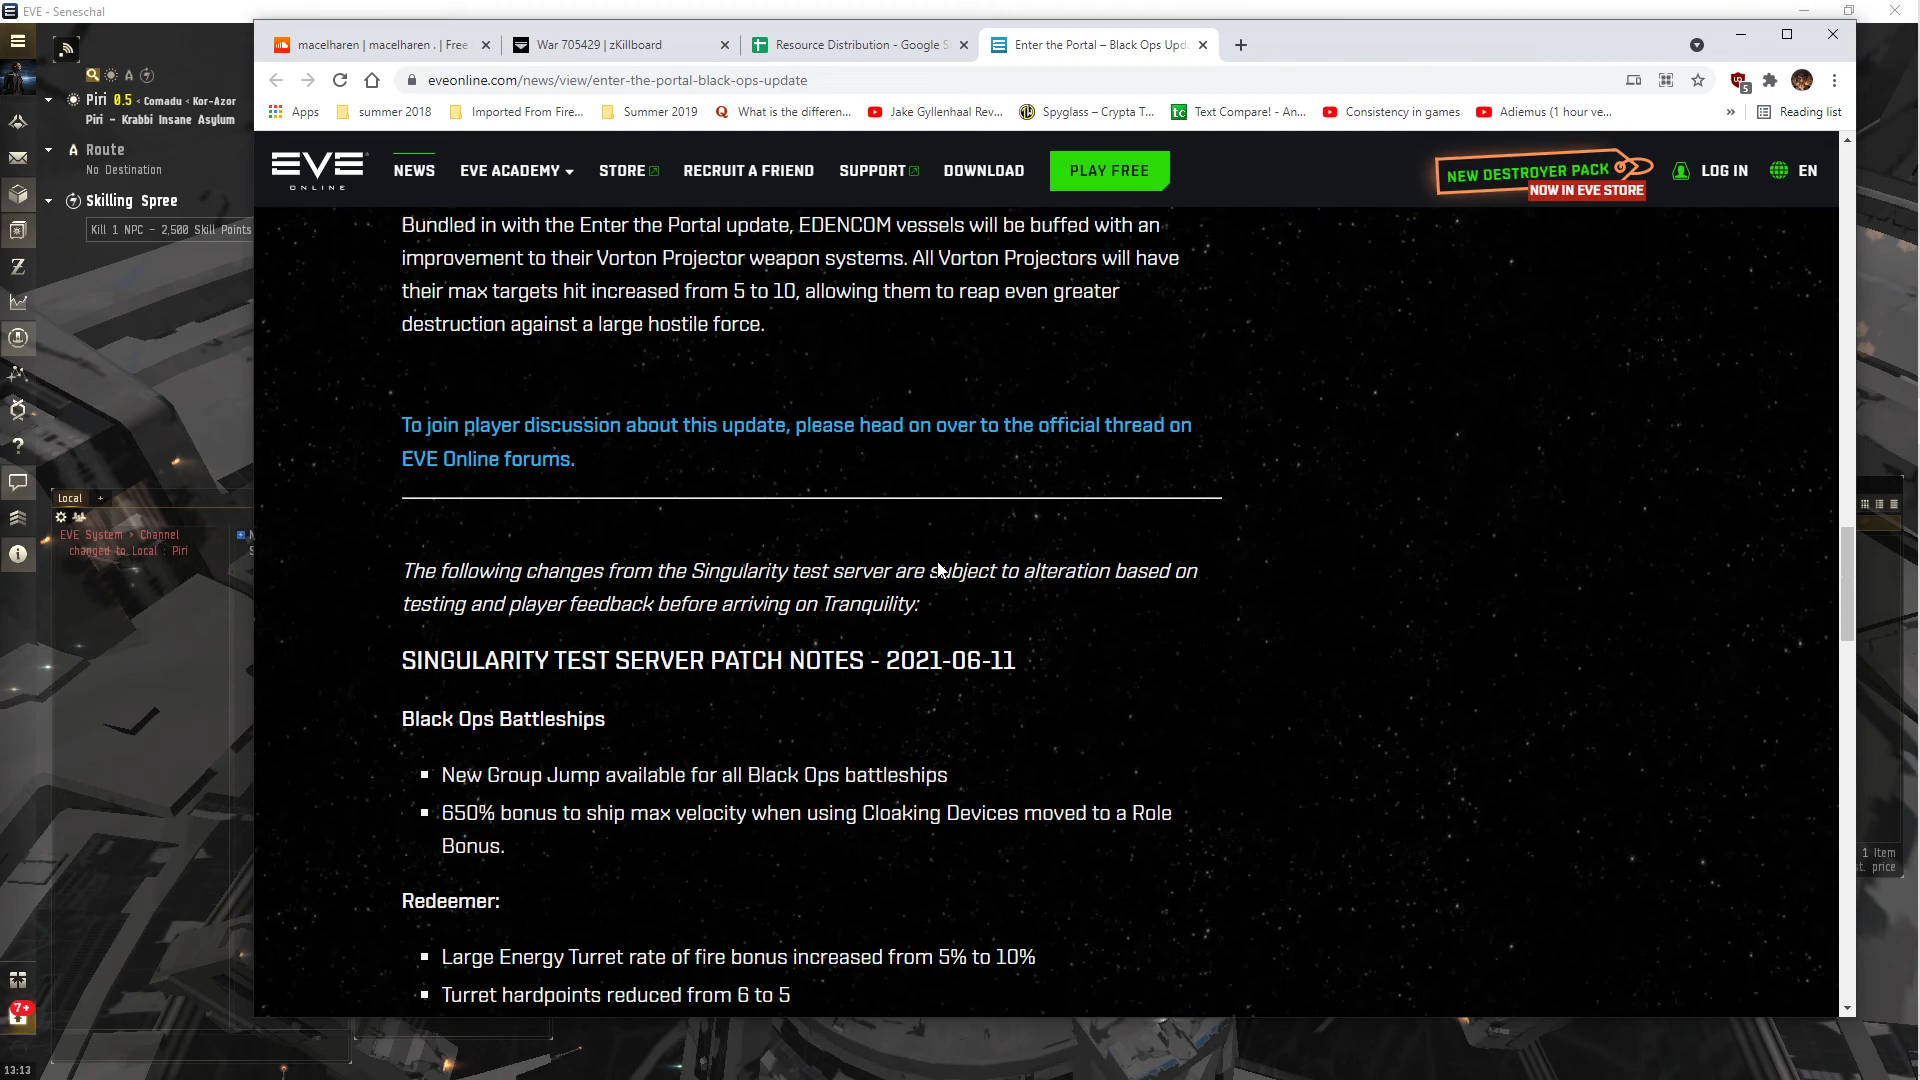 EVE - Seneschal
macelharen | macelharen . | Free
War 705429 | zKillboard
Resource Distribution - Google S
Enter the Portal – Black Ops Upd
eveonline.com/news/view/enter-the-portal-black-ops-update
5
Apps
summer 2018
Imported From Fire...
Summer 2019
What is the differen...
Jake Gyllenhaal Rev...
Spyglass – Crypta T...
Text Compare! - An...
Consistency in games
Adiemus (1 hour ve...
»
Reading list
EVE
ONLINE
NEWS
EVE ACADEMY
STORE
RECRUIT A FRIEND
SUPPORT
DOWNLOAD
PLAY FREE
NEW DESTROYER PACK
NOW IN EVE STORE
LOG IN
EN
Piri 0.5 < Comadu < Kor-Azor
Piri - Krabbi Insane Asylum
Route
No Destination
Skilling Spree
Kill 1 NPC – 2,500 Skill Points
Bundled in with the Enter the Portal update, EDENCOM vessels will be buffed with an
improvement to their Vorton Projector weapon systems. All Vorton Projectors will have
their max targets hit increased from 5 to 10, allowing them to reap even greater
destruction against a large hostile force.
To join player discussion about this update, please head on over to the official thread on
EVE Online forums.
The following changes from the Singularity test server are subject to alteration based on
testing and player feedback before arriving on Tranquility:
SINGULARITY TEST SERVER PATCH NOTES - 2021-06-11
Black Ops Battleships
New Group Jump available for all Black Ops battleships
650% bonus to ship max velocity when using Cloaking Devices moved to a Role
Bonus.
Redeemer:
Large Energy Turret rate of fire bonus increased from 5% to 10%
Turret hardpoints reduced from 6 to 5
Local
+
EVE System > Channel
changed to Local : Piri
1 Item
st. price
7+
13:13